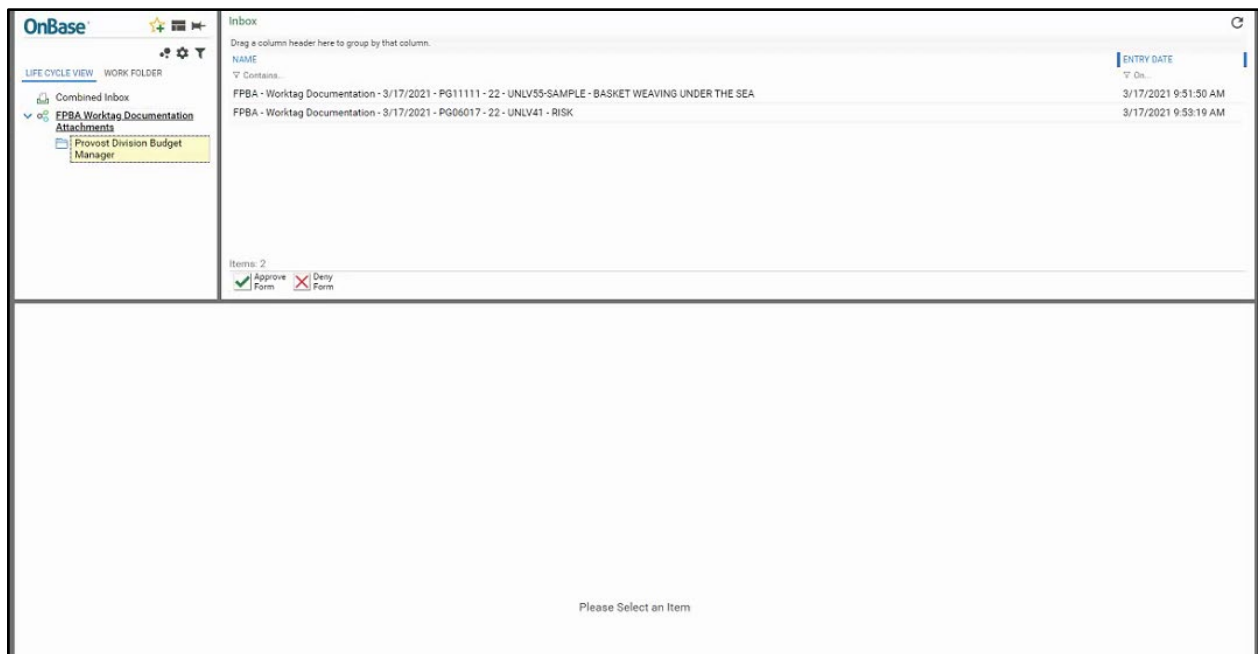 OnBase
LIFE CYCLE VIEW WORK FOLDER
Combined Inbox
FPBA Worktag Documentation
Attachments
Provost Division Budget
Manager
Inbox
Drag a column header here to group by that column.
NAME ENTRY DATE
Contains... On...
FPBA - Worktag Documentation - 3/17/2021 - PG11111 - 22 - UNLV55-SAMPLE - BASKET WEAVING UNDER THE SEA 3/17/2021 9:51:50 AM
FPBA - Worktag Documentation - 3/17/2021 - PG06017 - 22 - UNLV41 - RISK 3/17/2021 9:53:19 AM
Items: 2
Approve Deny
Form Form
Please Select an Item